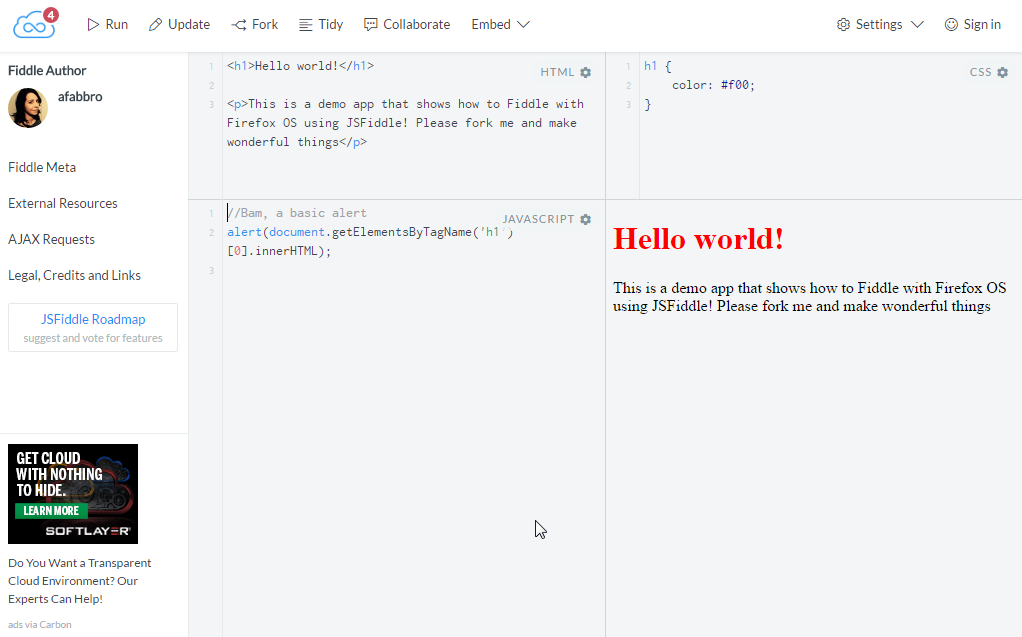 4
Run
Update
Fork
Tidy
Collaborate
Embed
Settings
Sign in
Fiddle Author
afabbro
Fiddle Meta
External Resources
AJAX Requests
Legal, Credits and Links
JSFiddle Roadmap
suggest and vote for features
GET CLOUD
WITH NOTHING
TO HIDE.
LEARN MORE
SOFTLAYER
Do You Want a Transparent
Cloud Environment? Our
Experts Can Help!
ads via Carbon
HTML
1 <h1>Hello world!</h1>
2
3 <p>This is a demo app that shows how to Fiddle with
Firefox OS using JSFiddle! Please fork me and make
wonderful things</p>
CSS
1 h1 {
2 color: #f00;
3 }
JAVASCRIPT
1 //Bam, a basic alert
2 alert(document.getElementsByTagName('h1')
[0].innerHTML);
3
Hello world!
This is a demo app that shows how to Fiddle with Firefox OS
using JSFiddle! Please fork me and make wonderful things